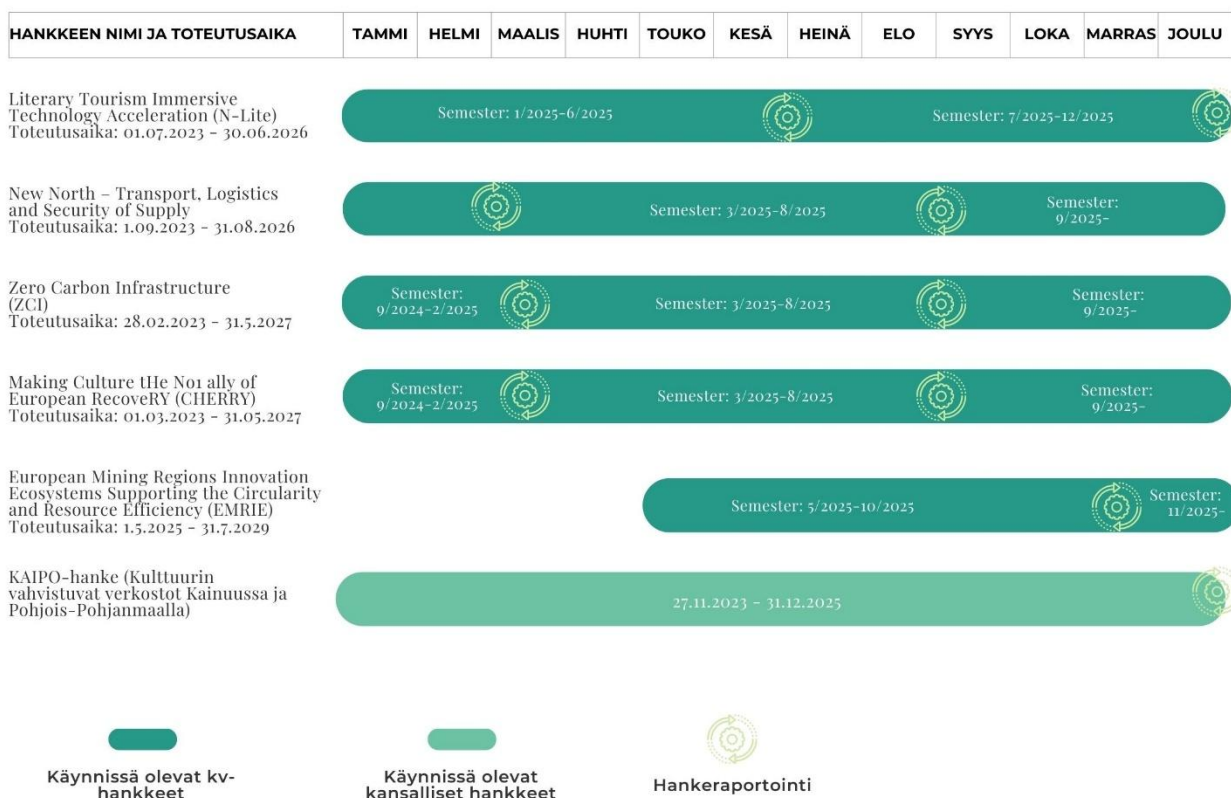 HANKKEEN NIMI JA TOTEUTUSAIKA TAMMI HELMI MAALIS HUHTI TOUKO KESÄ HEINÄ ELO SYYS LOKA MARRAS JOULU
Literary Tourism Immersive
Technology Acceleration (N-Lite)
Toteutusaika: 01.07.2023 - 30.06.2026
Semester: 1/2025-6/2025
Semester: 7/2025-12/2025
New North – Transport, Logistics
and Security of Supply
Toteutusaika: 1.09.2023 - 31.08.2026
Semester: 3/2025-8/2025
Semester:
9/2025-
Zero Carbon Infrastructure
(ZCI)
Toteutusaika: 28.02.2023 - 31.5.2027
Semester:
9/2024-2/2025
Semester: 3/2025-8/2025
Semester:
9/2025-
Making Culture tHe No1 ally of
European RecoveRY (CHERRY)
Toteutusaika: 01.03.2023 - 31.05.2027
Semester:
9/2024-2/2025
Semester: 3/2025-8/2025
Semester:
9/2025-
European Mining Regions Innovation
Ecosystems Supporting the Circularity
and Resource Efficiency (EMRIE)
Toteutusaika: 1.5.2025 - 31.7.2029
Semester: 5/2025-10/2025
Semester:
11/2025-
KAIPO-hanke (Kulttuurin
vahvistuvat verkostot Kainuussa ja
Pohjois-Pohjanmaalla)
27.11.2023 - 31.12.2025
Käynnissä olevat kv-
hankkeet
Käynnissä olevat
kansalliset hankkeet
Hankeraportointi